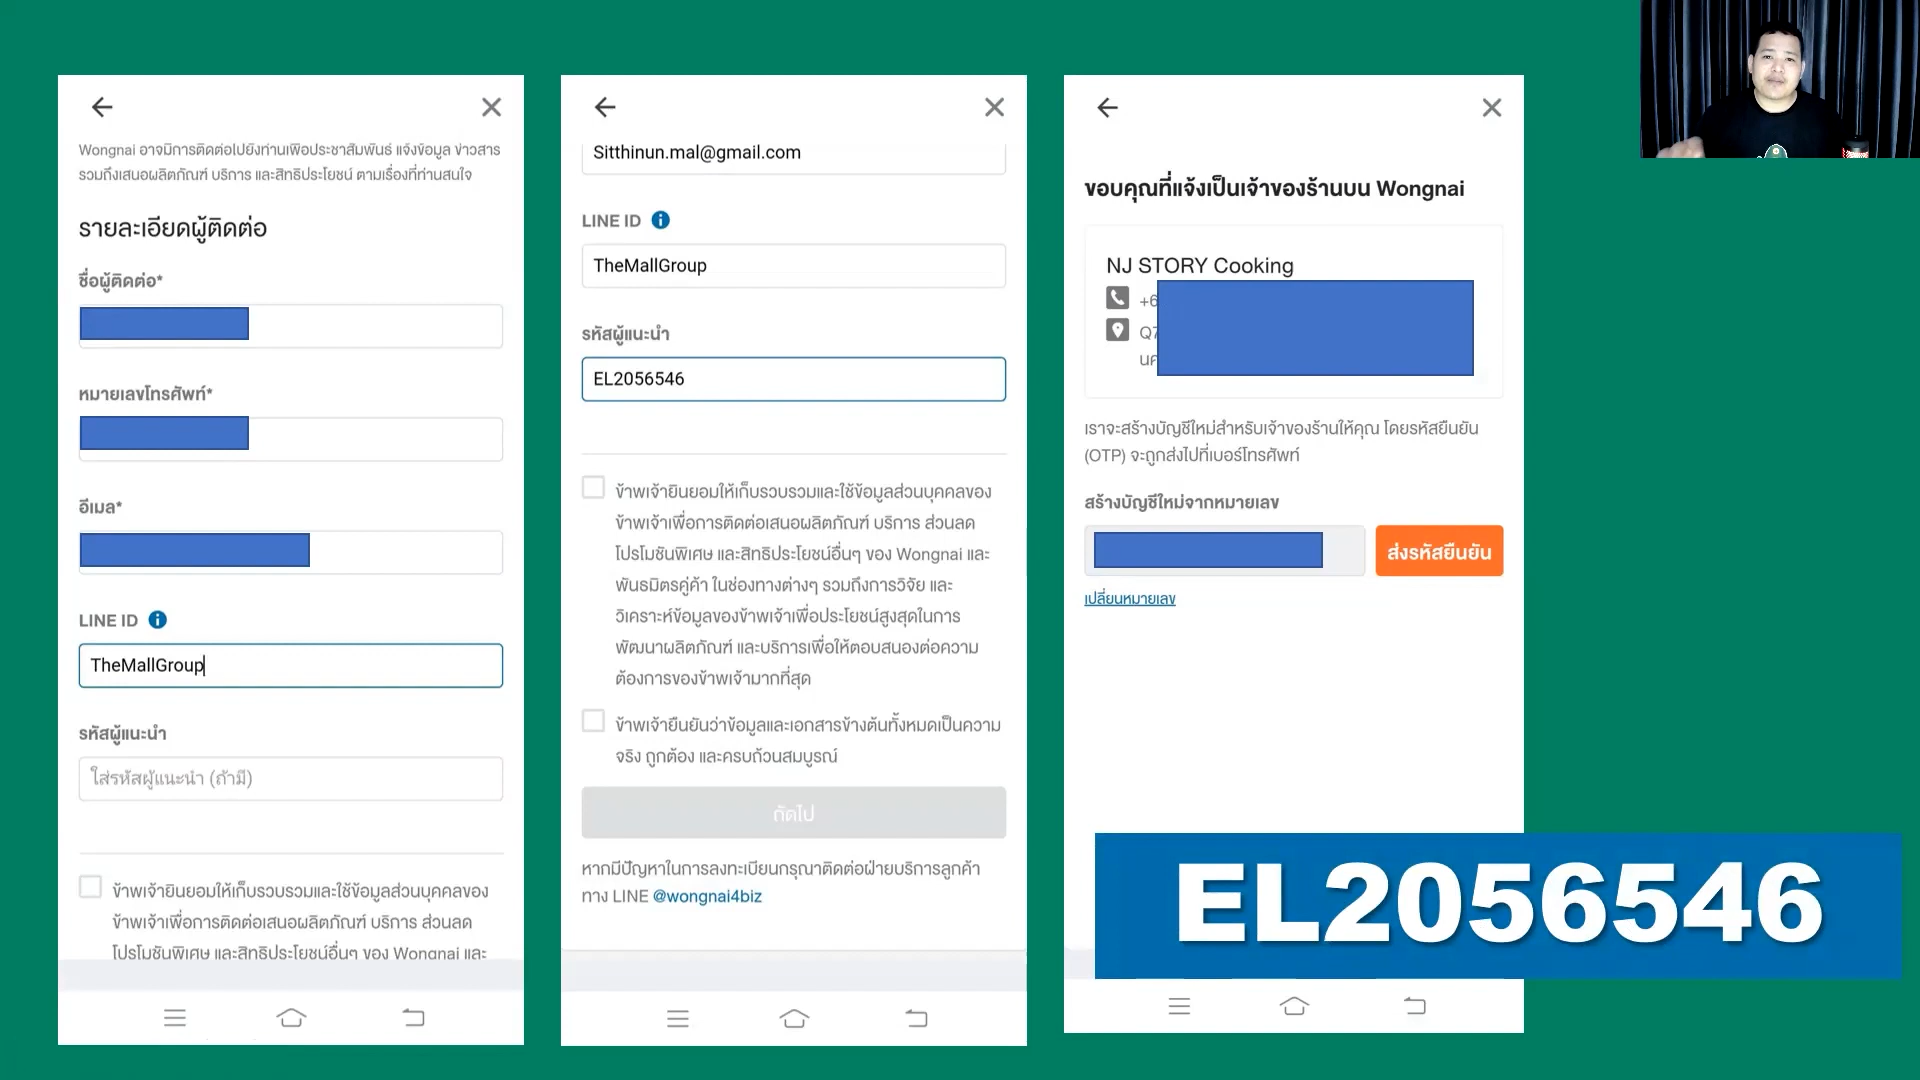 Wongnai อาจมีการติดต่อไปยังท่านเพื่อประชาสัมพันธ์ แจ้งข้อมูล ข่าวสาร
รวมถึงเสนอผลิตภัณฑ์ บริการ และสิทธิประโยชน์ ตามเรื่องที่ท่านสนใจ
รายละเอียดผู้ติดต่อ
ชื่อผู้ติดต่อ*
หมายเลขโทรศัพท์*
อีเมล*
LINE ID
TheMallGroup
รหัสผู้แนะนำ
ใส่รหัสผู้แนะนำ (ถ้ามี)
ข้าพเจ้ายินยอมให้เก็บรวบรวมและใช้ข้อมูลส่วนบุคคลของ
ข้าพเจ้าเพื่อการติดต่อเสนอผลิตภัณฑ์ บริการ ส่วนลด
โปรโมชันพิเศษ และสิทธิประโยชน์อื่นๆ ของ Wongnai และ
Sitthinun.mal@gmail.com
LINE ID
TheMallGroup
รหัสผู้แนะนำ
EL2056546
ข้าพเจ้ายินยอมให้เก็บรวบรวมและใช้ข้อมูลส่วนบุคคลของ
ข้าพเจ้าเพื่อการติดต่อเสนอผลิตภัณฑ์ บริการ ส่วนลด
โปรโมชันพิเศษ และสิทธิประโยชน์อื่นๆ ของ Wongnai และ
พันธมิตรคู่ค้า ในช่องทางต่างๆ รวมถึงการวิจัย และ
วิเคราะห์ข้อมูลของข้าพเจ้าเพื่อประโยชน์สูงสุดในการ
พัฒนาผลิตภัณฑ์ และบริการเพื่อให้ตอบสนองต่อความ
ต้องการของข้าพเจ้ามากที่สุด
ข้าพเจ้ายืนยันว่าข้อมูลและเอกสารข้างต้นทั้งหมดเป็นความ
จริง ถูกต้อง และครบถ้วนสมบูรณ์
ถัดไป
หากมีปัญหาในการลงทะเบียนกรุณาติดต่อฝ่ายบริการลูกค้า
ทาง LINE @wongnai4biz
ขอบคุณที่แจ้งเป็นเจ้าของร้านบน Wongnai
NJ STORY Cooking
+6
Q7
นค
เราจะสร้างบัญชีใหม่สำหรับเจ้าของร้านให้คุณ โดยรหัสยืนยัน
(OTP) จะถูกส่งไปที่เบอร์โทรศัพท์
สร้างบัญชีใหม่จากหมายเลข
ส่งรหัสยืนยัน
เปลี่ยนหมายเลข
EL2056546